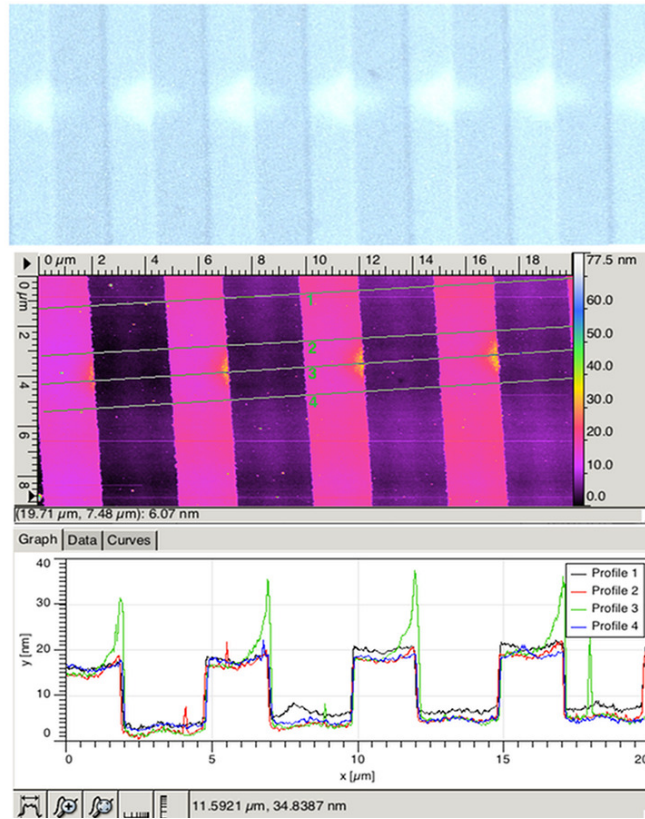 0 µm 2 4 6 8 10 12 14 16 18
77.5 nm
60.0
50.0
40.0
30.0
20.0
10.0
0.0
0 µm
2
4
6
8
1
2
3
4
(19.71 µm, 7.48 µm): 6.07 nm
Graph Data Curves
40
30
20
10
0
y [nm]
Profile 1
Profile 2
Profile 3
Profile 4
0 5 10 15 20
x [µm]
11.5921 µm, 34.8387 nm